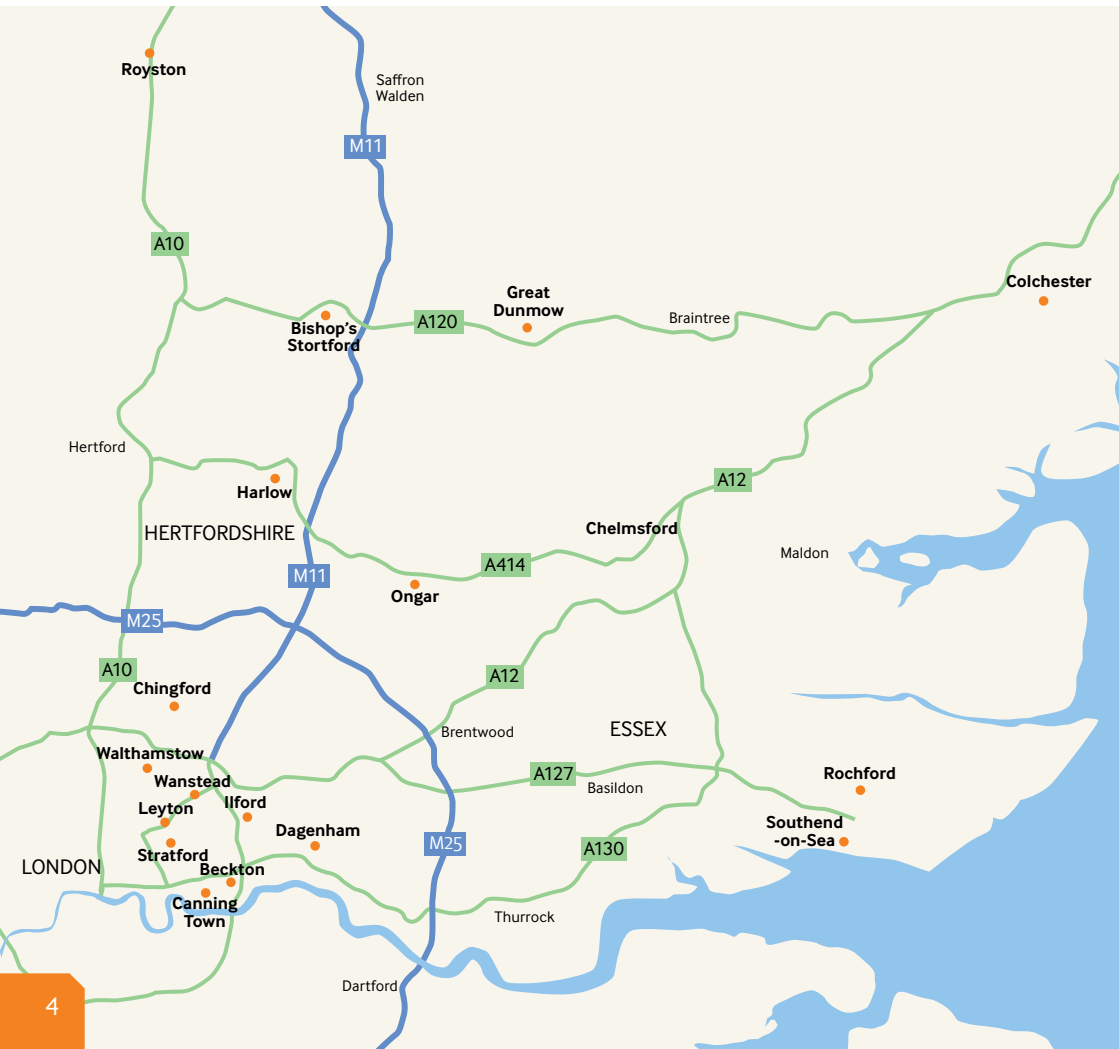 Royston
Saffron
Walden
M11
A10
Colchester
Great
Dunmow
Braintree
A120
Bishop's
Stortford
Hertford
A12
Harlow
Chelmsford
HERTFORDSHIRE
Maldon
A414
M11
Ongar
M25
A10
A12
Chingford
Brentwood
ESSEX
Walthamstow
Wanstead
A127
Rochford
Basildon
Ilford
Leyton
Southend
-on-Sea
Dagenham
M25
A130
Stratford
LONDON
Beckton
Canning
Town
Thurrock
Dartford
4